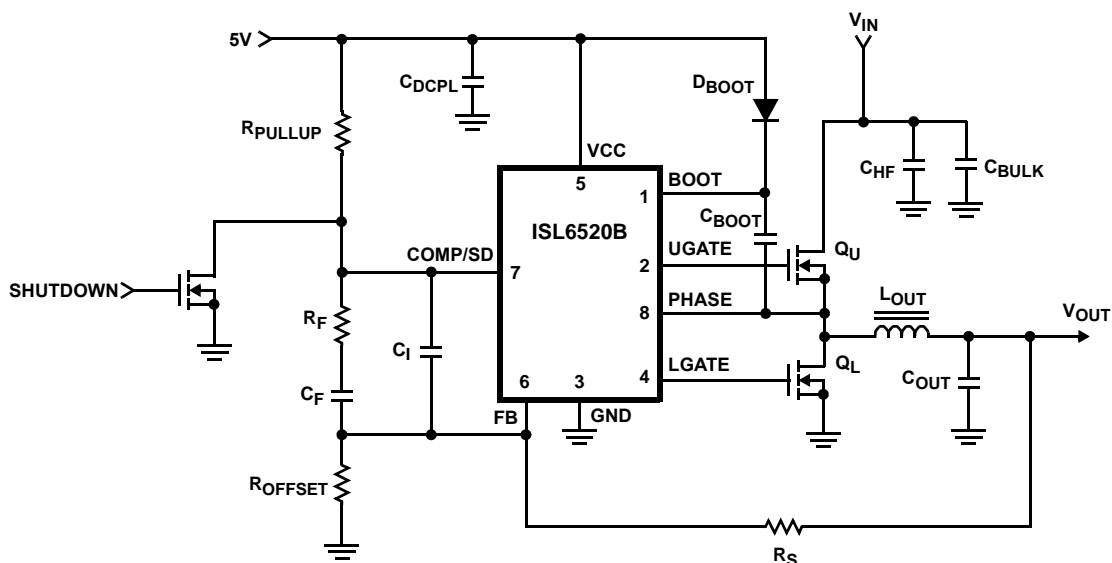 V_IN
5V
C_DCPL
D_BOOT
R_PULLUP
VCC
5
BOOT
1
C_HF
C_BULK
ISL6520B
C_BOOT
COMP/SD
7
UGATE
2
Q_U
SHUTDOWN
PHASE
8
L_OUT
V_OUT
R_F
C_I
LGATE
4
Q_L
C_OUT
C_F
6
3
FB
GND
R_OFFSET
R_S